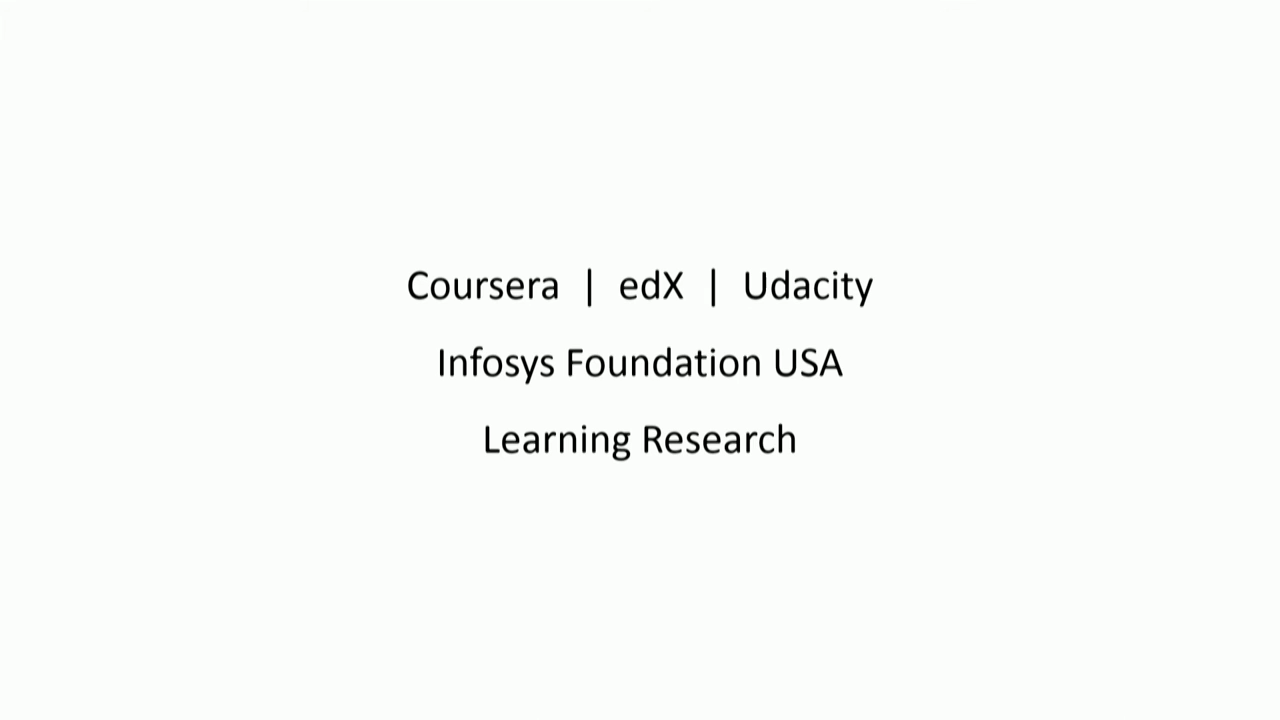 Coursera | edX | Udacity
Infosys Foundation USA
Learning Research